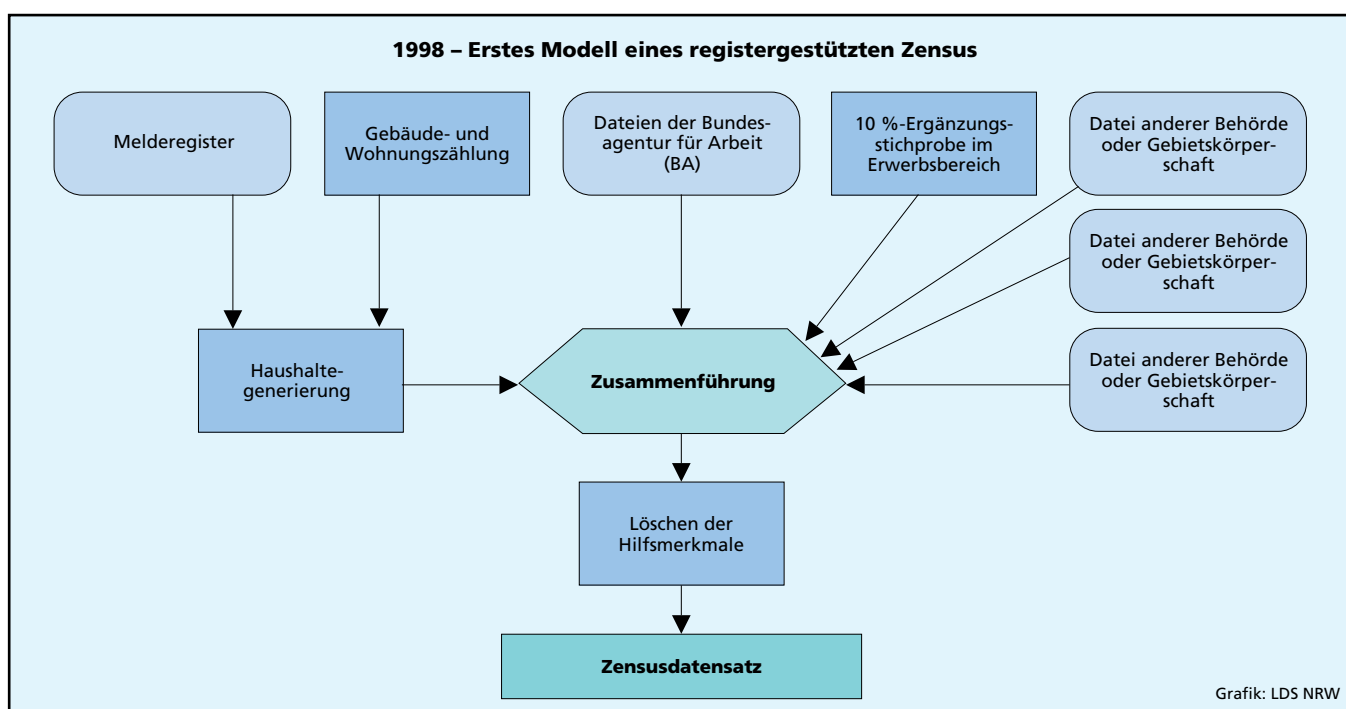 1998 – Erstes Modell eines registergestützten Zensus
Melderegister
Gebäude- und
Wohnungszählung
Dateien der Bundes-
agentur für Arbeit
(BA)
10 %-Ergänzungs-
stichprobe im
Erwerbsbereich
Datei anderer Behörde
oder Gebietskörper-
schaft
Datei anderer Behörde
oder Gebietskörper-
schaft
Datei anderer Behörde
oder Gebietskörper-
schaft
Haushalte-
generierung
Zusammenführung
Löschen der
Hilfsmerkmale
Zensusdatensatz
Grafik: LDS NRW